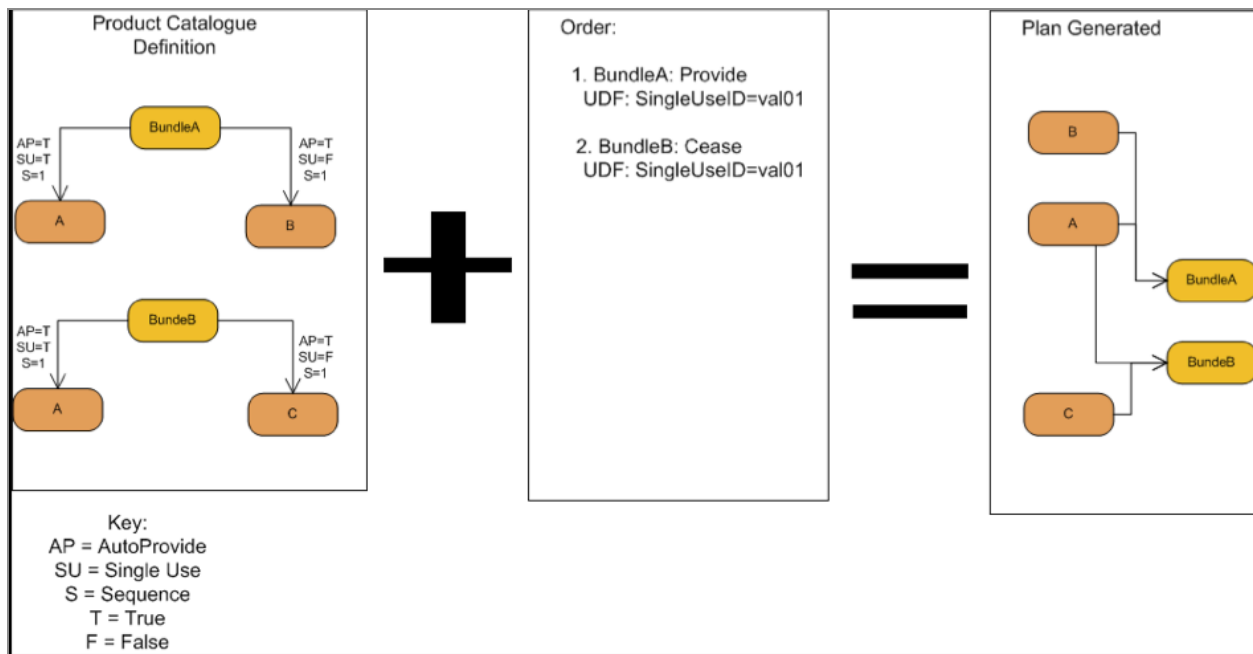 Product Catalogue
Definition
BundleA
AP=T
SU=T
S=1
AP=T
SU=F
S=1
A
B
BundeB
AP=T
SU=T
S=1
AP=T
SU=F
S=1
A
C
Key:
AP = AutoProvide
SU = Single Use
S = Sequence
T = True
F = False
Order:
1. BundleA: Provide
UDF: SingleUseID=val01
2. BundleB: Cease
UDF: SingleUseID=val01
Plan Generated
B
A
BundleA
BundeB
C